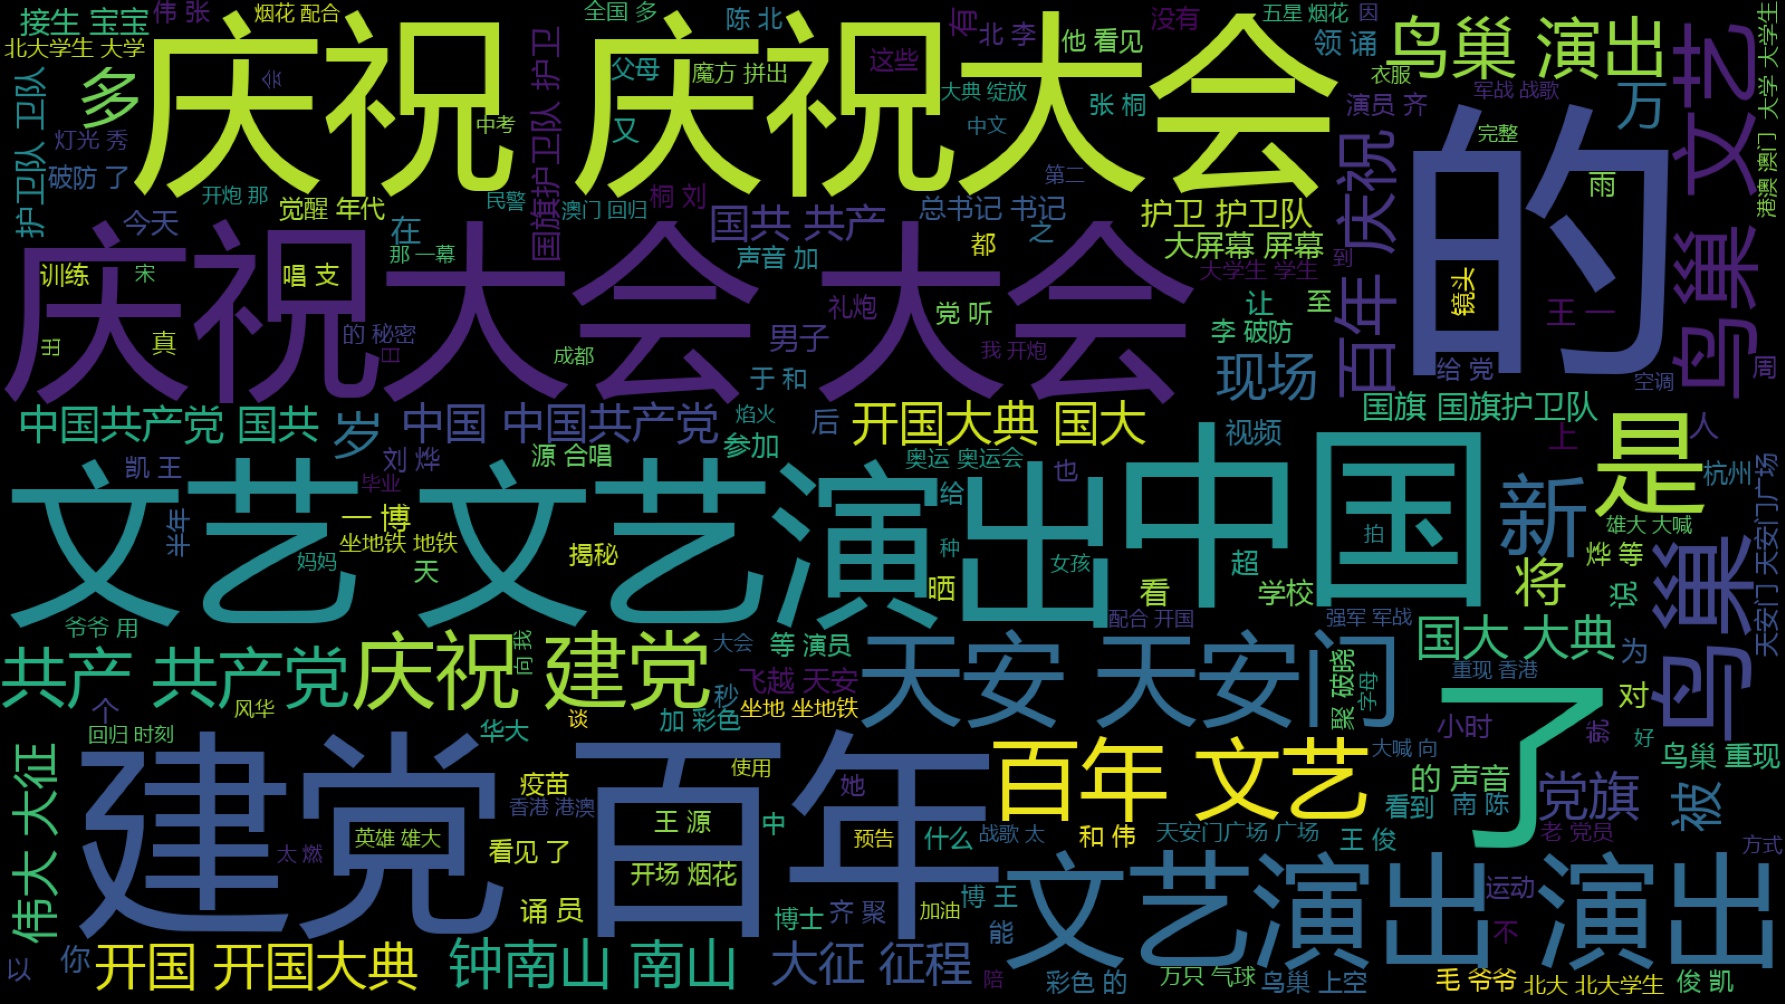 接生 宝宝
伟 张
烟花 配合
庆祝 庆祝大会
全国 多
陈 北
有
北 李
他 看见
没有
五星 烟花
因
领 诵
鸟巢 演出
鸟巢 文艺
大学 大学生
北大学生 大学
多
会
护卫队 卫队
国旗护卫队 护卫
父母
魔方 拼出
这些
大典 绽放
张 桐
衣服
演员 齐
军战 战歌
万
灯光 秀
中考
又
中文
完整
的
破防 了
开炮 那
觉醒 年代
民警
澳门 回归
桐 刘
第二
百年 庆祝
雨
港澳 澳门
今天
在
国共 共产
总书记 书记
之
护卫 护卫队
大屏幕 屏幕
到
都
那 一幕
声音 加
大学生 学生
庆祝大会 大会
训练
宋
唱 支
礼炮
党 听
让
至
镜头
王 一
真
出
的 秘密
日
男子
李 破防
成都
我 开炮
于 和
现场
给 党
空调
周
中国共产党 国共
岁
中国 中国共产党
焰火
后
开国大典 国大
国旗 国旗护卫队
凯 王
刘 烨
源 合唱
参加
奥运 奥运会
也
视频
上
是
人
杭州
天安门 天安门广场
文艺 文艺演出
毕业
给
中国
新
雄大 大喊
半年
一 博
坐地铁 地铁
妈妈
天
揭秘
种
晒
女孩
看
超
拍
学校
将
烨 等
说
鸟巢
爷爷 用
配合 开国
强军 军战
共产 共产党
庆祝 建党
向 我
大会
等 演员
飞越 天安
天安 天安门
聚 破晓
字母
国大 大典
为
重现 香港
对
个
风华
秒
坐地 坐地铁
回归 时刻
华大
谈
加 彩色
了
小时
好
鸟巢 重现
伟大 大征
建党 百年
疫苗
使用
百年 文艺
大喊 向
的 声音
党旗
被
香港 港澳
她
王 源
中
看到
南 陈
太 燃
英雄 雄大
看见 了
预告
什么
战歌 太
和 伟
天安门广场 广场
王 俊
老 党员
方式
开场 烟花
诵 员
博士
齐 聚
加油
博 王
能
文艺演出 演出
运动
不
以
你
开国 开国大典
钟南山 南山
大征 征程
陪
彩色 的
万只 气球
鸟巢 上空
毛 爷爷
北大 北大学生
俊 凯